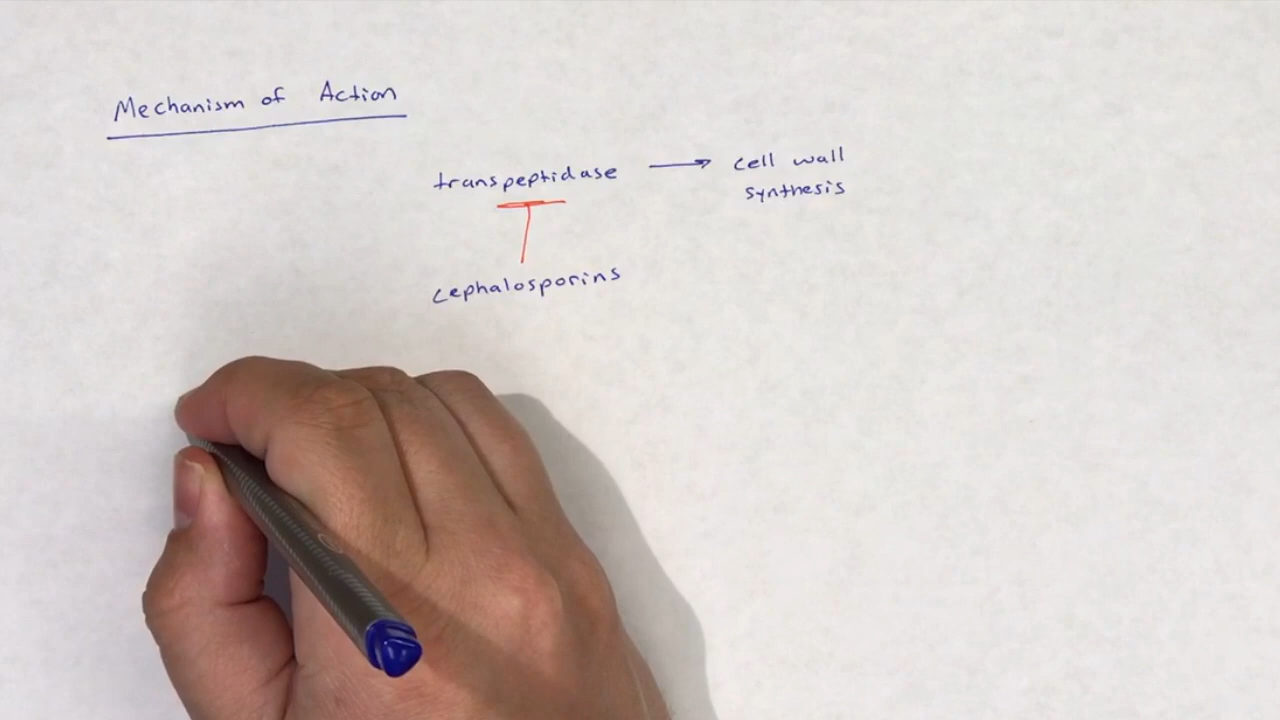 Mechanism of Action
transpeptidase → cell wall
synthesis
cephalosporins